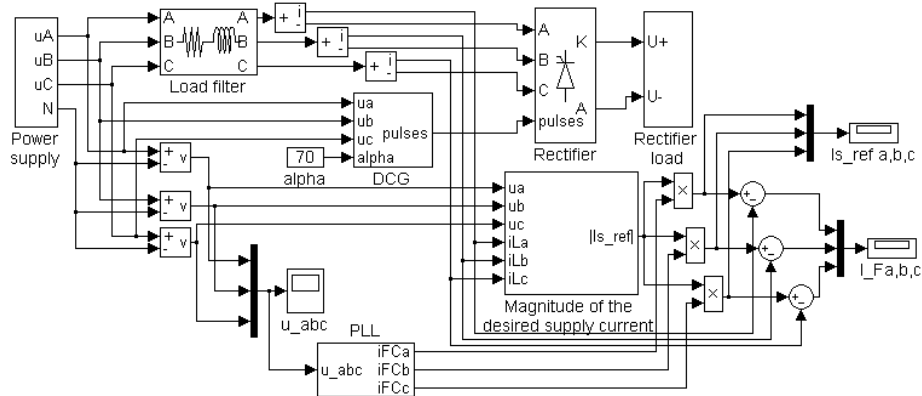 uA
uB
uC
N
Power
supply
A
B
C
A
B
C
Load filter
+
-
i
+
-
i
+
-
i
A
B
C
pulses
K
A
Rectifier
U+
U-
Rectifier
load
ua
ub
uc
alpha
pulses
DCG
70
alpha
+
-
v
+
-
v
+
-
v
u_abc
PLL
u_abc
iFCa
iFCb
iFCc
ua
ub
uc
iLa
iLb
iLc
|Is_ref|
Magnitude of the
desired supply current
×
×
×
+
-
+
-
+
-
Is_ref a,b,c
I_Fa,b,c